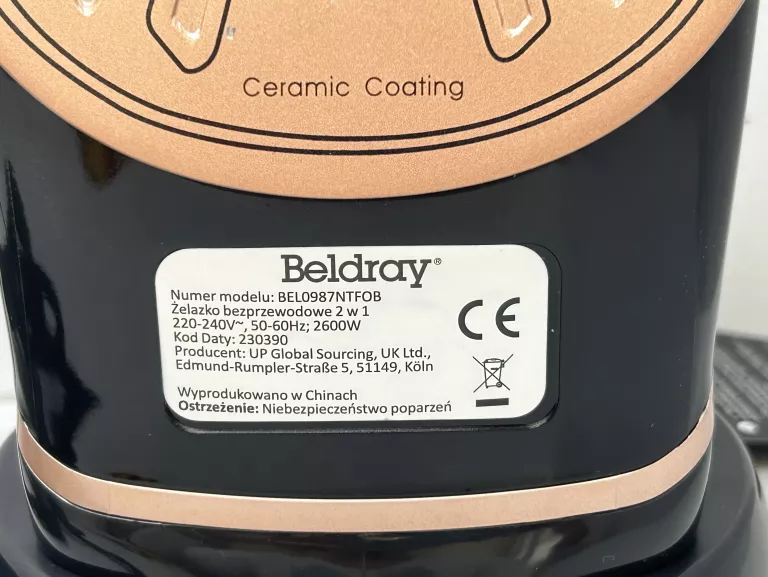 Ceramic Coating
Beldray®
Numer modelu: BEL0987NTFOB
Żelazko bezprzewodowe 2 w 1
220-240V~, 50-60Hz; 2600W
Kod Daty: 230390
Producent: UP Global Sourcing, UK Ltd.,
Edmund-Rumpler-Straße 5, 51149, Köln
Wyprodukowano w Chinach
Ostrzeżenie: Niebezpieczeństwo poparzeń
CE